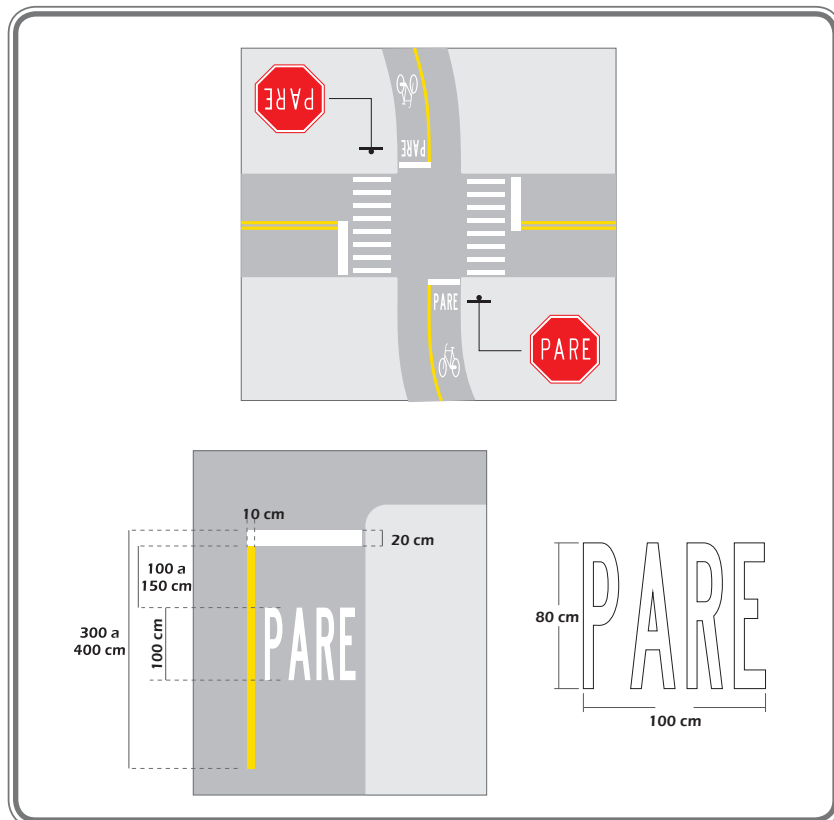 PARE
PARE
PARE
PARE
10 cm
20 cm
100 a
150 cm
300 a
400 cm
100 cm
PARE
80 cm
PARE
100 cm